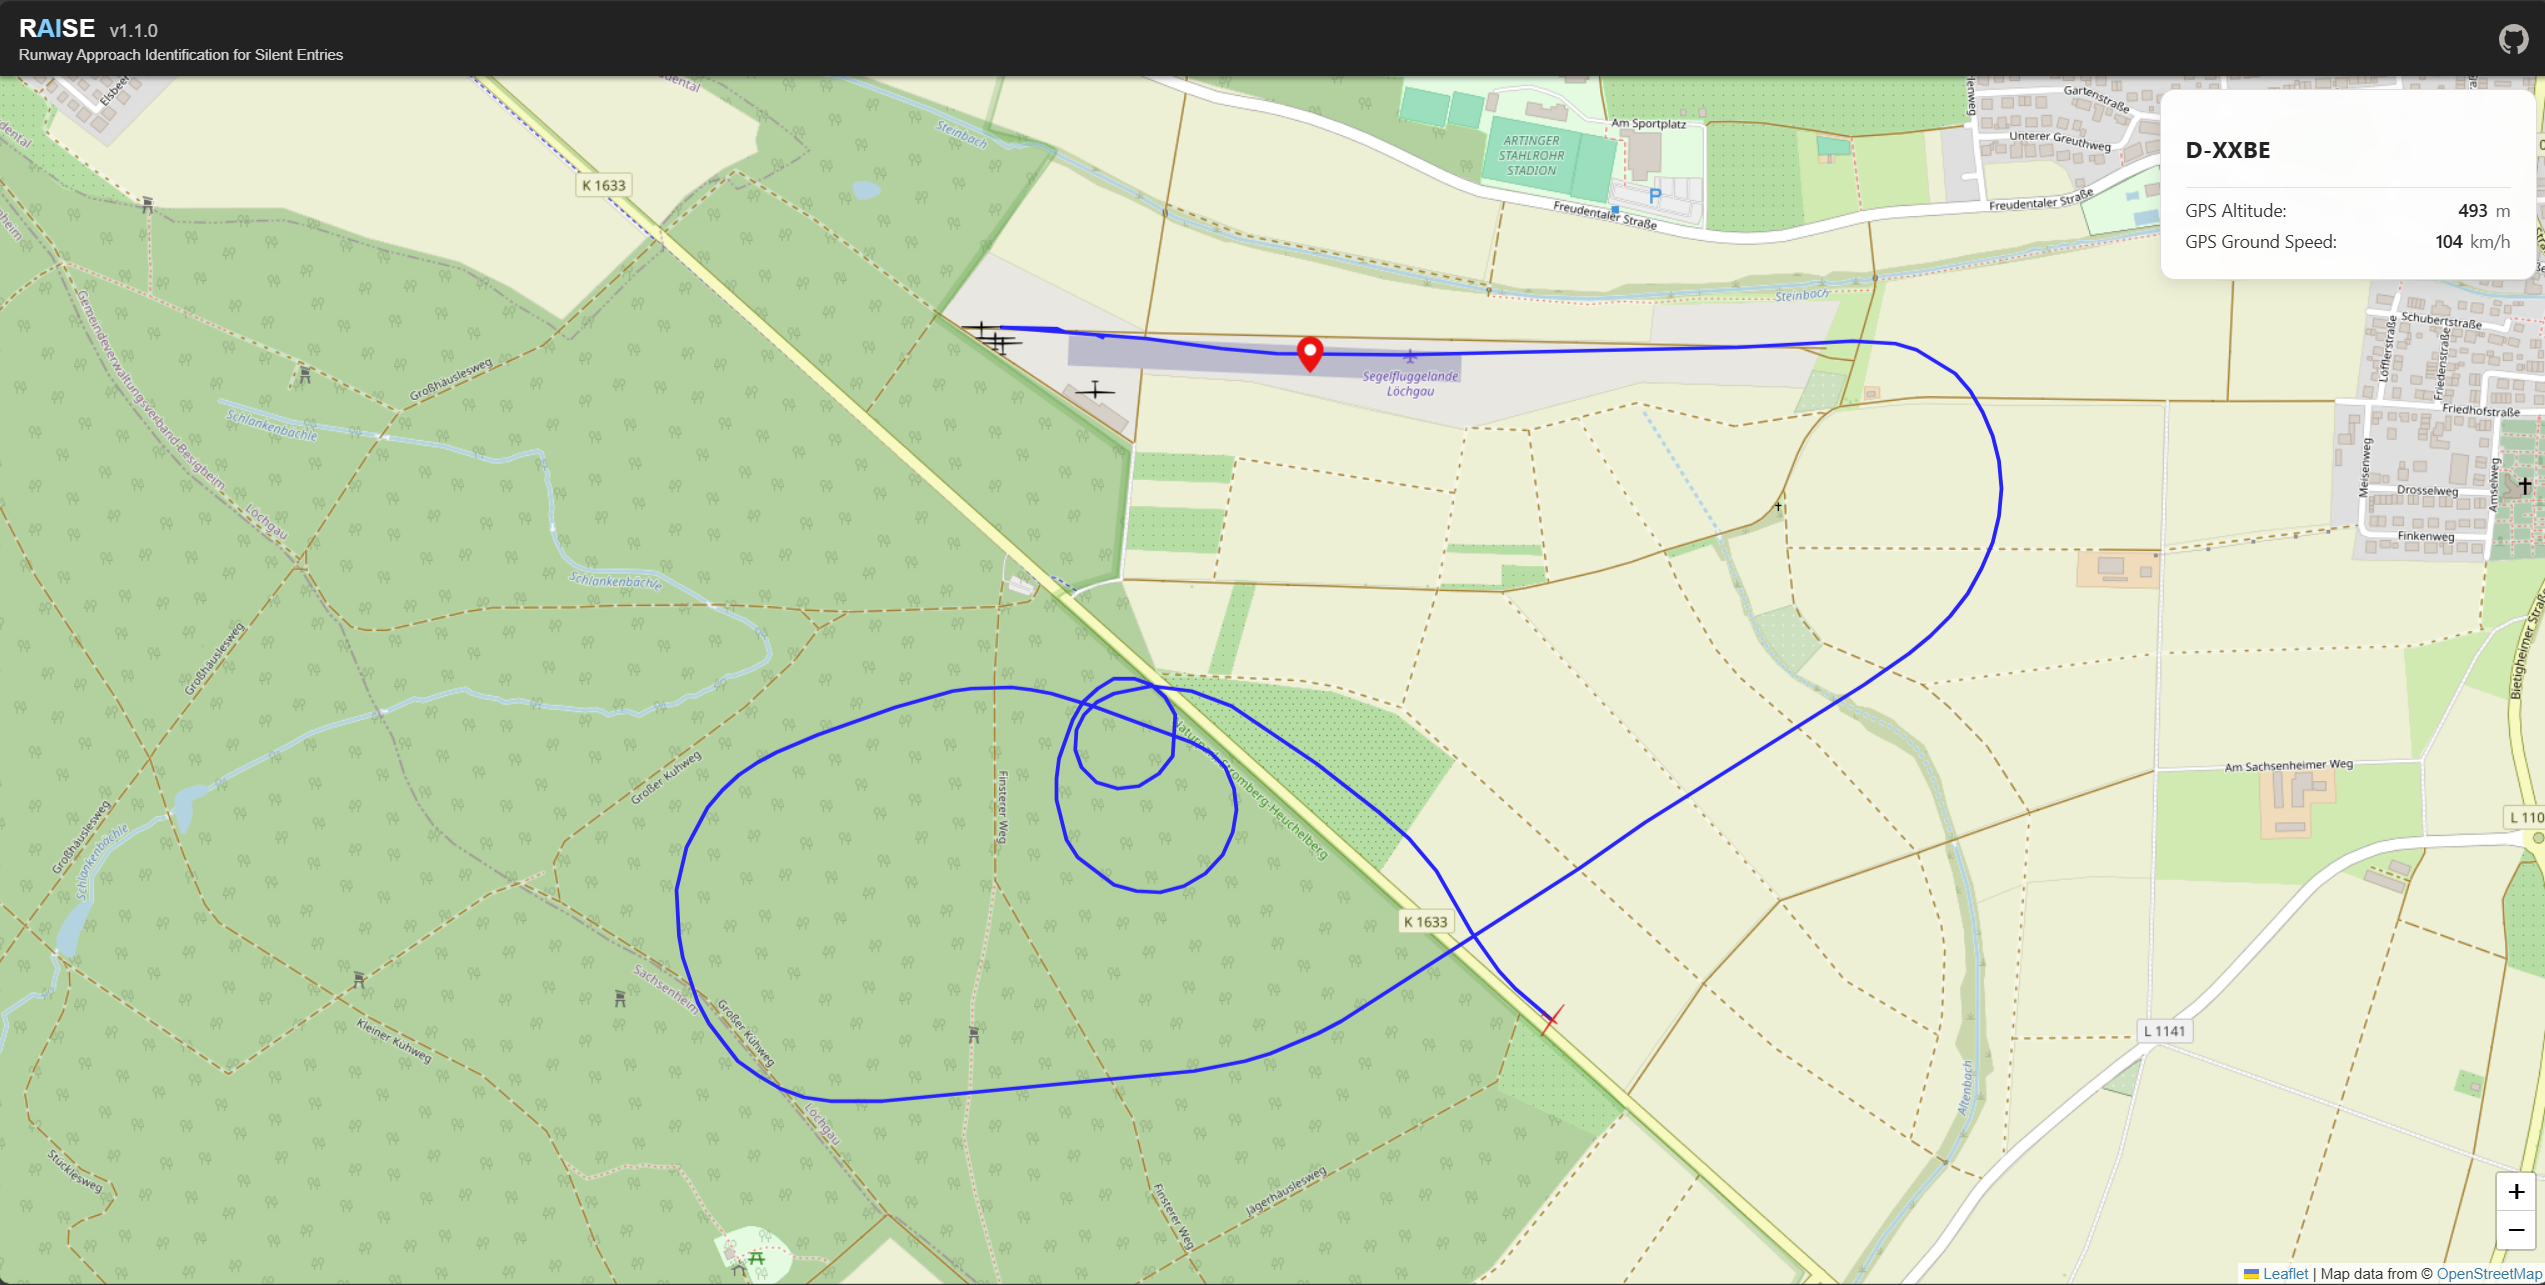 RAISE v1.1.0
Runway Approach Identification for Silent Entries
D-XXBE
GPS Altitude: 493 m
GPS Ground Speed: 104 km/h
Steinbach
K 1633
ARTINGER
STAHLROHR
STADION
Am Sportplatz
P
Freudentaler Straße
Freudentaler Straße
Gartenstraße
Unterer Greuthweg
Steinbach
Segelfluggelände
Löchgau
Schubertstraße
Löfflerstraße
Friedenstraße
Friedhofstraße
Meisenweg
Drosselweg
Amselweg
Finkenweg
Gemeindeverwaltungsverband Besigheim
Löchgau
Großhäuslesweg
Schlankenbächle
Schlankenbächle
Großhäuslesweg
Großhäuslesweg
Schlankenbächle
Großer Kuhweg
Finsterer Weg
Naturpark Stromberg-Heuchelberg
Bietigheimer Straße
Am Sachsenheimer Weg
L 110
K 1633
Sachsenheim
Löchgau
Großer Kuhweg
Kleiner Kuhweg
L 1141
Altenbach
Stücklesweg
Finsterer Weg
Jägerhäuslesweg
+
−
Leaflet | Map data from © OpenStreetMap